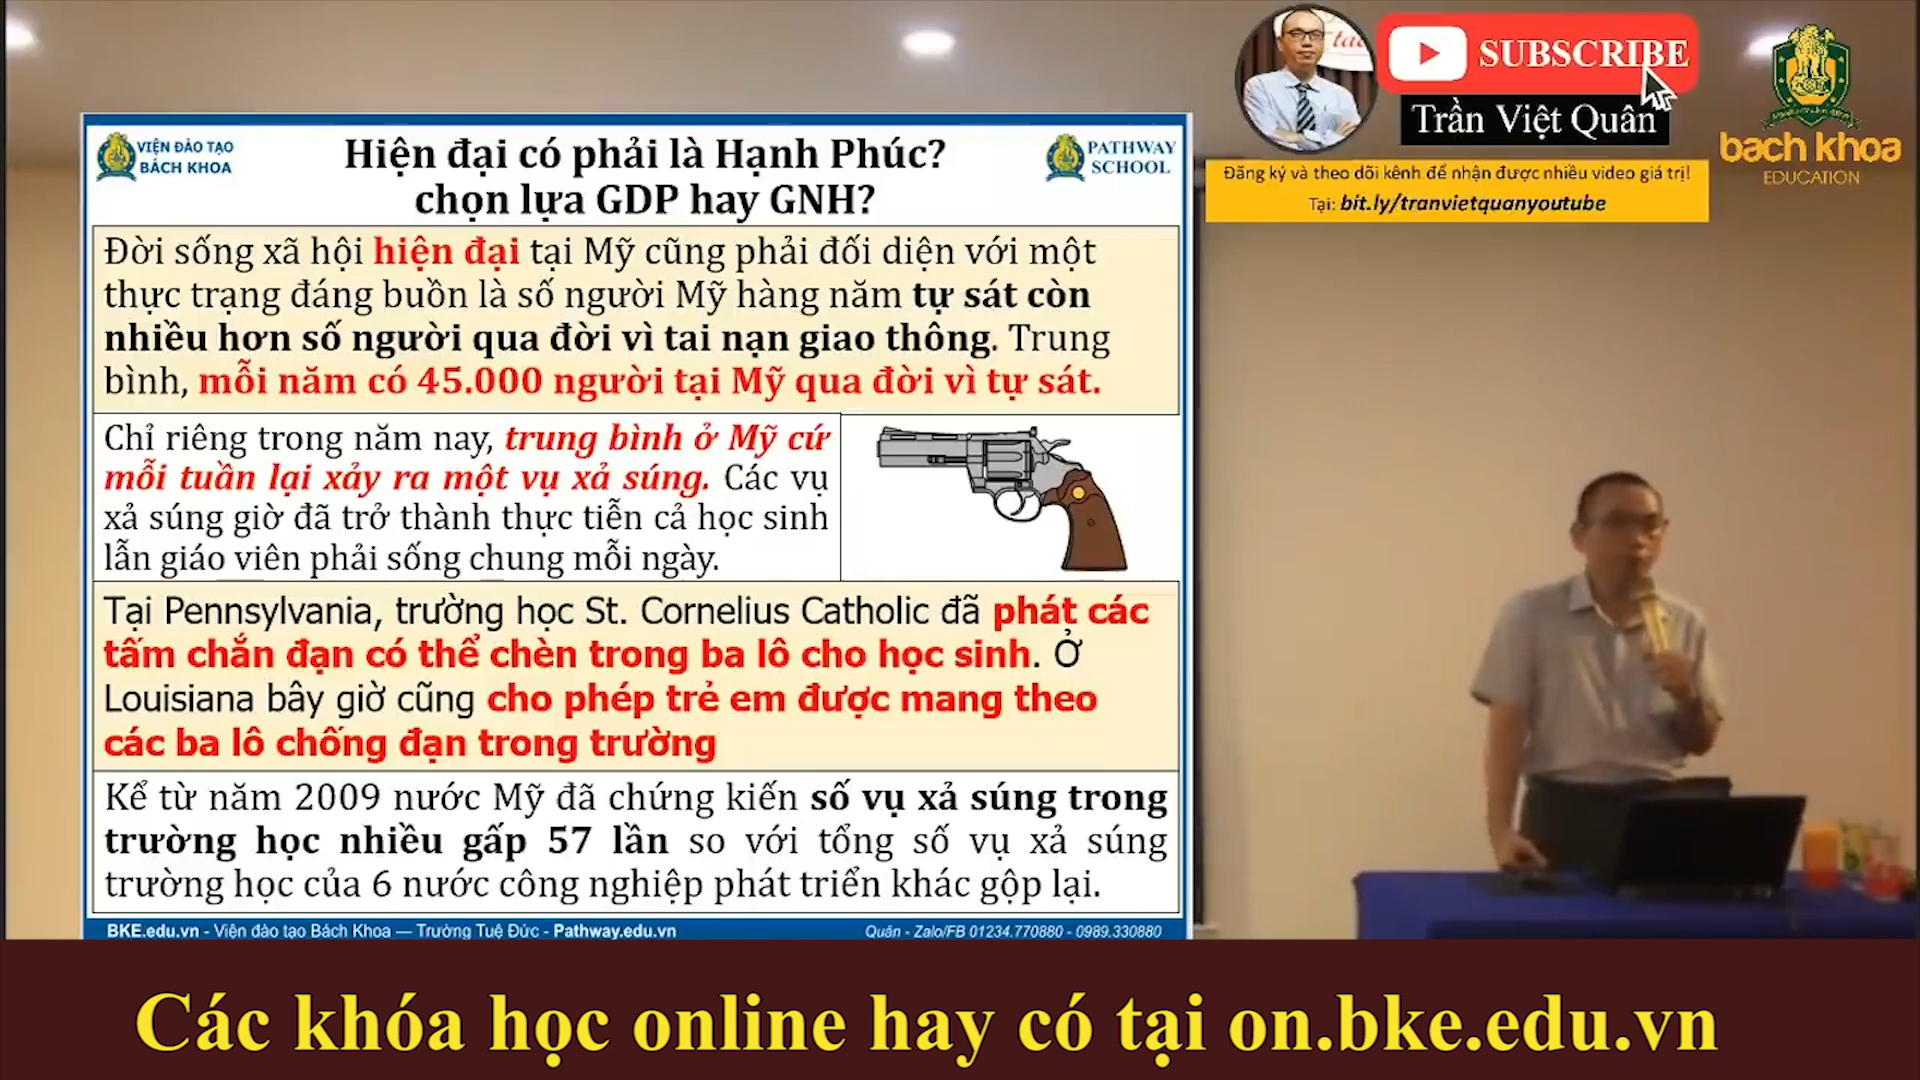 SUBSCRIBE
Trần Việt Quân
Đăng ký và theo dõi kênh để nhận được nhiều video giá trị!
Tại: bit.ly/tranvietquanyoutube
bach khoa
EDUCATION
VIỆN ĐÀO TẠO
BÁCH KHOA
Hiện đại có phải là Hạnh Phúc?
chọn lựa GDP hay GNH?
PATHWAY
SCHOOL
Đời sống xã hội hiện đại tại Mỹ cũng phải đối diện với một
thực trạng đáng buồn là số người Mỹ hàng năm tự sát còn
nhiều hơn số người qua đời vì tai nạn giao thông. Trung
bình, mỗi năm có 45.000 người tại Mỹ qua đời vì tự sát.
Chỉ riêng trong năm nay, trung bình ở Mỹ cứ
mỗi tuần lại xảy ra một vụ xả súng. Các vụ
xả súng giờ đã trở thành thực tiễn cả học sinh
lẫn giáo viên phải sống chung mỗi ngày.
Tại Pennsylvania, trường học St. Cornelius Catholic đã phát các
tấm chắn đạn có thể chèn trong ba lô cho học sinh. Ở
Louisiana bây giờ cũng cho phép trẻ em được mang theo
các ba lô chống đạn trong trường
Kể từ năm 2009 nước Mỹ đã chứng kiến số vụ xả súng trong
trường học nhiều gấp 57 lần so với tổng số vụ xả súng
trường học của 6 nước công nghiệp phát triển khác gộp lại.
BKE.edu.vn - Viện đào tạo Bách Khoa — Trường Tuệ Đức - Pathway.edu.vn
Quân - Zalo/FB 01234.770880 - 0989.330880
Các khóa học online hay có tại on.bke.edu.vn